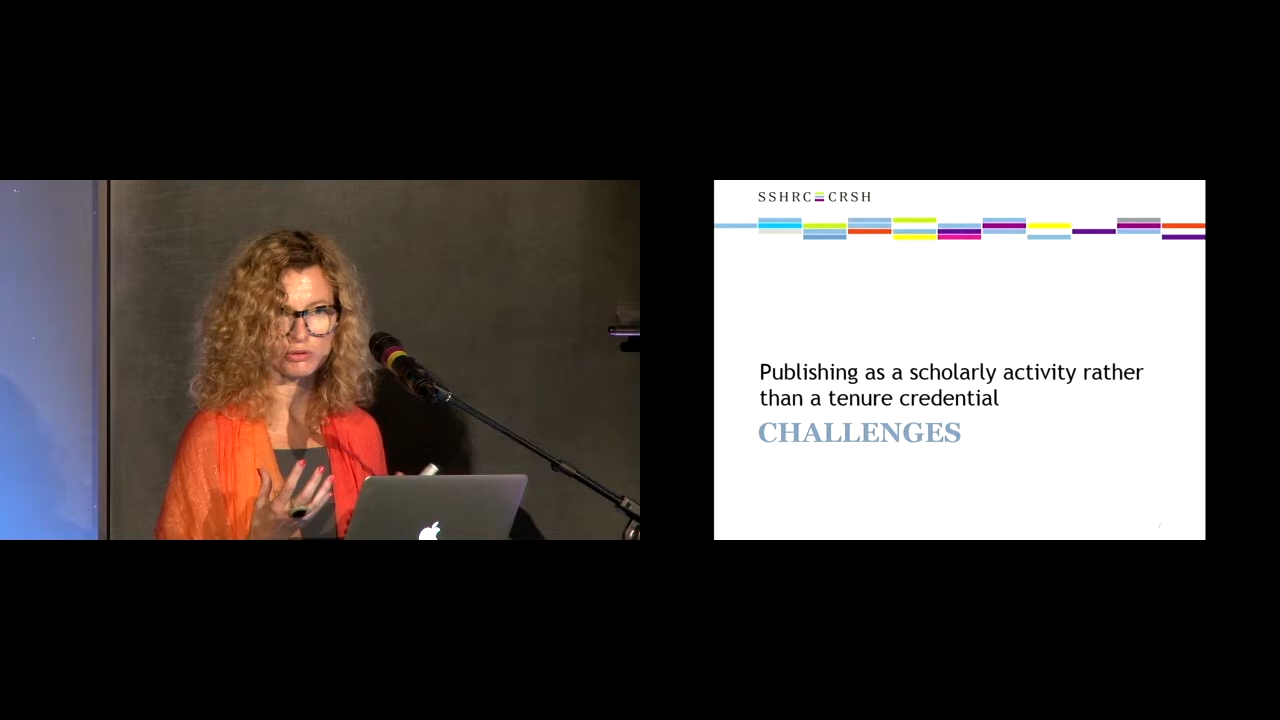 SSHRC CRSH
Publishing as a scholarly activity rather
than a tenure credential
CHALLENGES